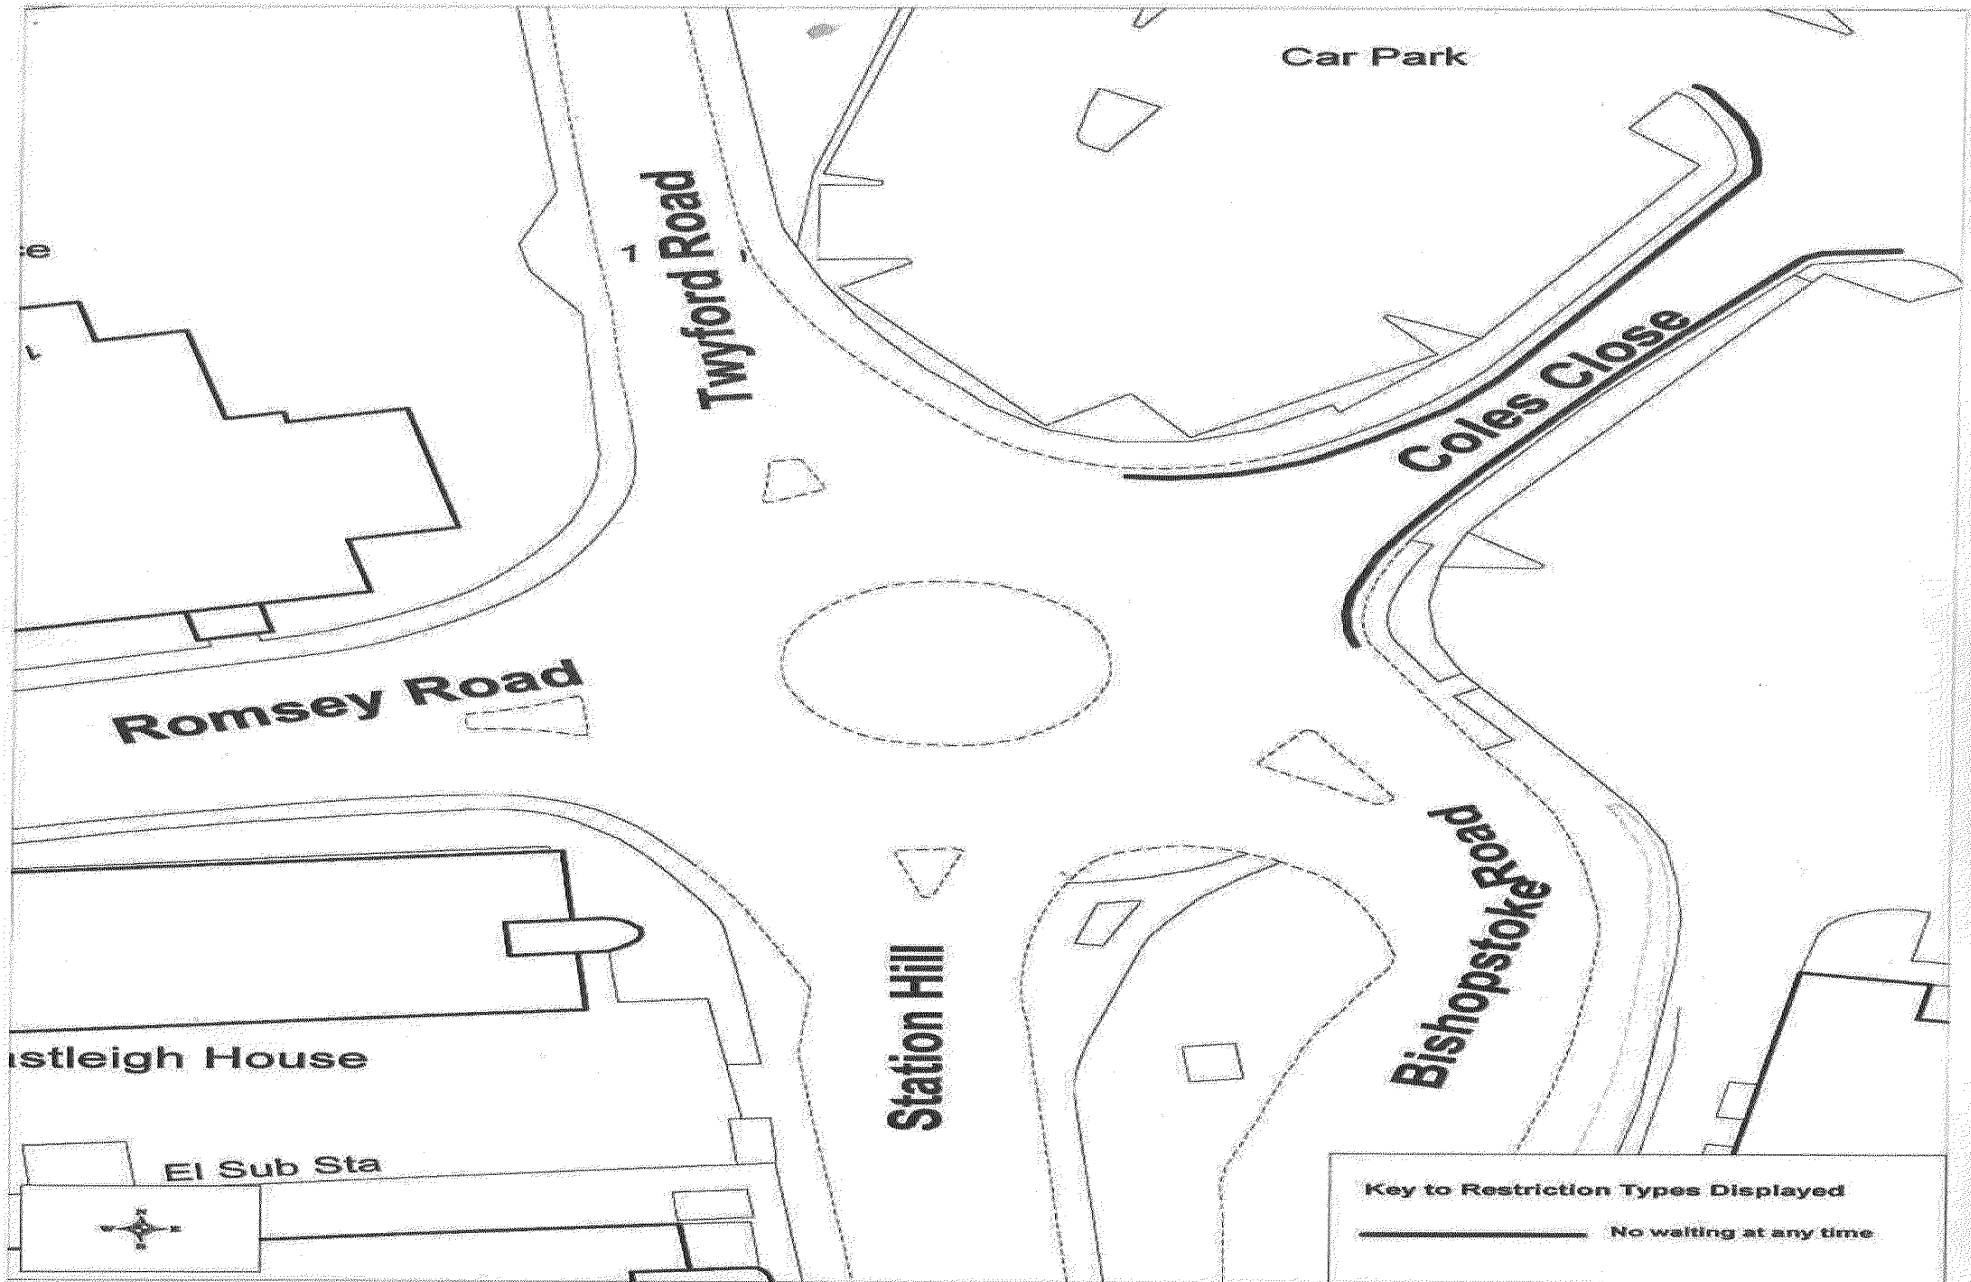 Car Park
Twyford Road
:e
1
Coles Close
Romsey Road
Bishopstoke Road
Station Hill
astleigh House
El Sub Sta
N
W E
S
Key to Restriction Types Displayed
No waiting at any time